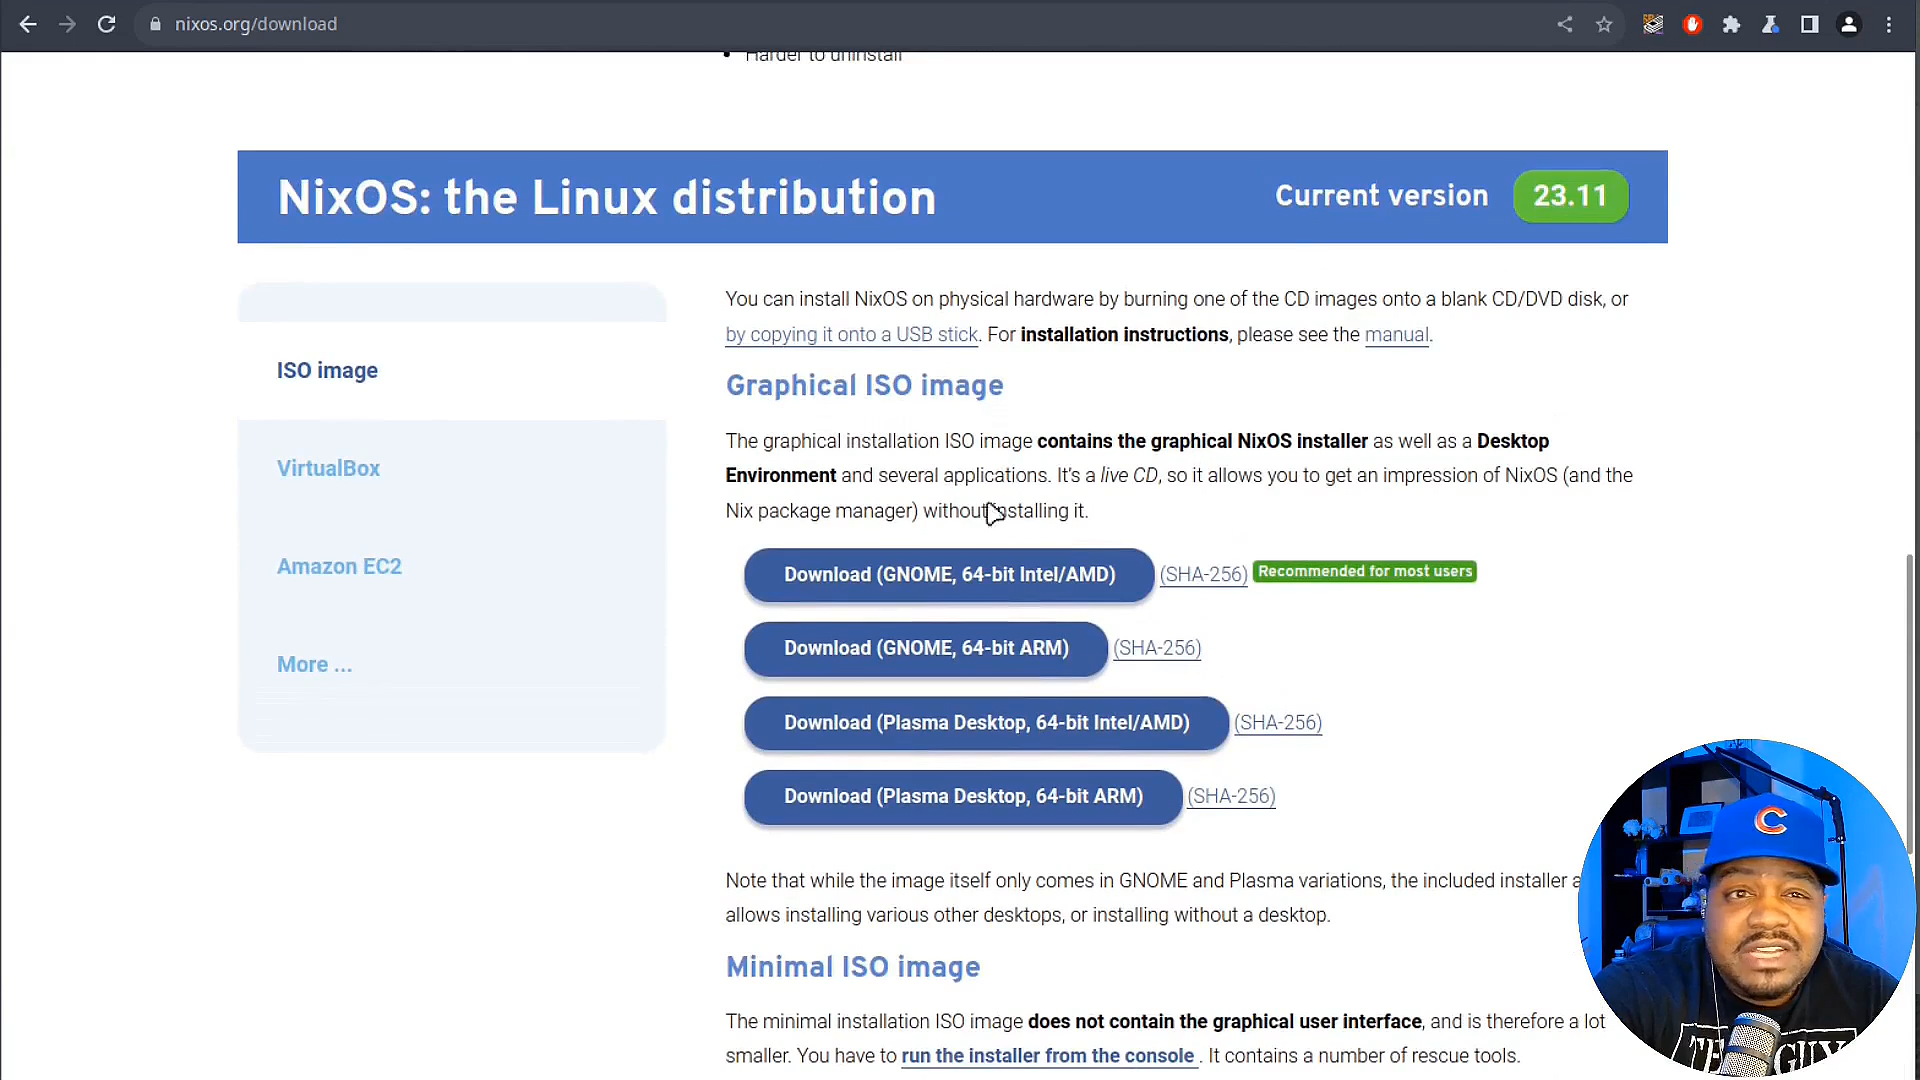 nixos.org/download
Harder to uninstall
NixOS: the Linux distribution
Current version 23.11
ISO image
VirtualBox
Amazon EC2
More ...
You can install NixOS on physical hardware by burning one of the CD images onto a blank CD/DVD disk, or
by copying it onto a USB stick. For installation instructions, please see the manual.
Graphical ISO image
The graphical installation ISO image contains the graphical NixOS installer as well as a Desktop
Environment and several applications. It's a live CD, so it allows you to get an impression of NixOS (and the
Nix package manager) without installing it.
Download (GNOME, 64-bit Intel/AMD) (SHA-256) Recommended for most users
Download (GNOME, 64-bit ARM) (SHA-256)
Download (Plasma Desktop, 64-bit Intel/AMD) (SHA-256)
Download (Plasma Desktop, 64-bit ARM) (SHA-256)
Note that while the image itself only comes in GNOME and Plasma variations, the included installer
allows installing various other desktops, or installing without a desktop.
Minimal ISO image
The minimal installation ISO image does not contain the graphical user interface, and is therefore a lot
smaller. You have to run the installer from the console . It contains a number of rescue tools.
C